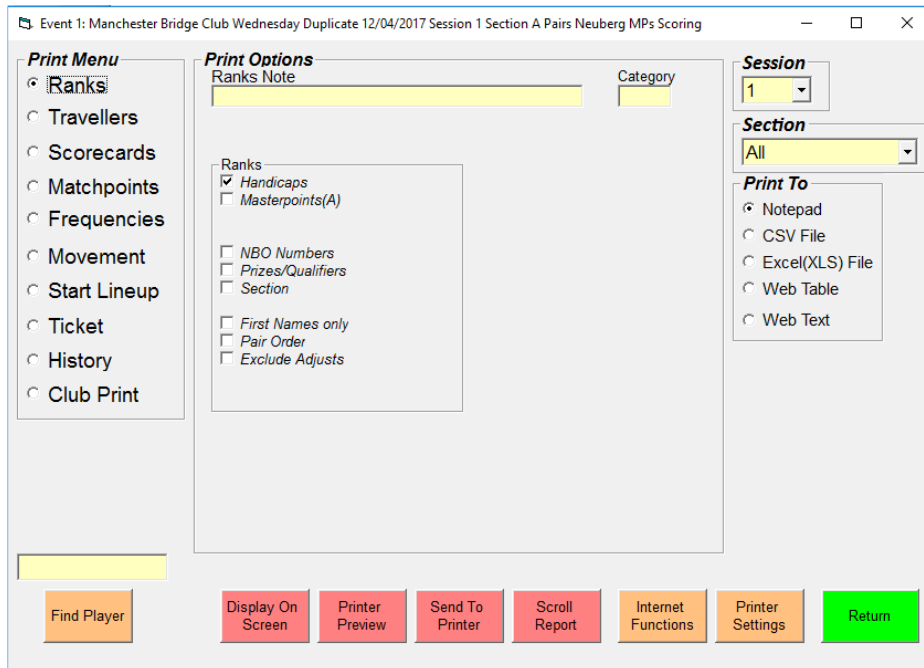 Event 1: Manchester Bridge Club Wednesday Duplicate 12/04/2017 Session 1 Section A Pairs Neuberg MPs Scoring
Print Menu
Ranks
Travellers
Scorecards
Matchpoints
Frequencies
Movement
Start Lineup
Ticket
History
Club Print
Print Options
Ranks Note
Category
Ranks
Handicaps
Masterpoints(A)
NBO Numbers
Prizes/Qualifiers
Section
First Names only
Pair Order
Exclude Adjusts
Session
1
Section
All
Print To
Notepad
CSV File
Excel(XLS) File
Web Table
Web Text
Find Player
Display On
Screen
Printer
Preview
Send To
Printer
Scroll
Report
Internet
Functions
Printer
Settings
Return